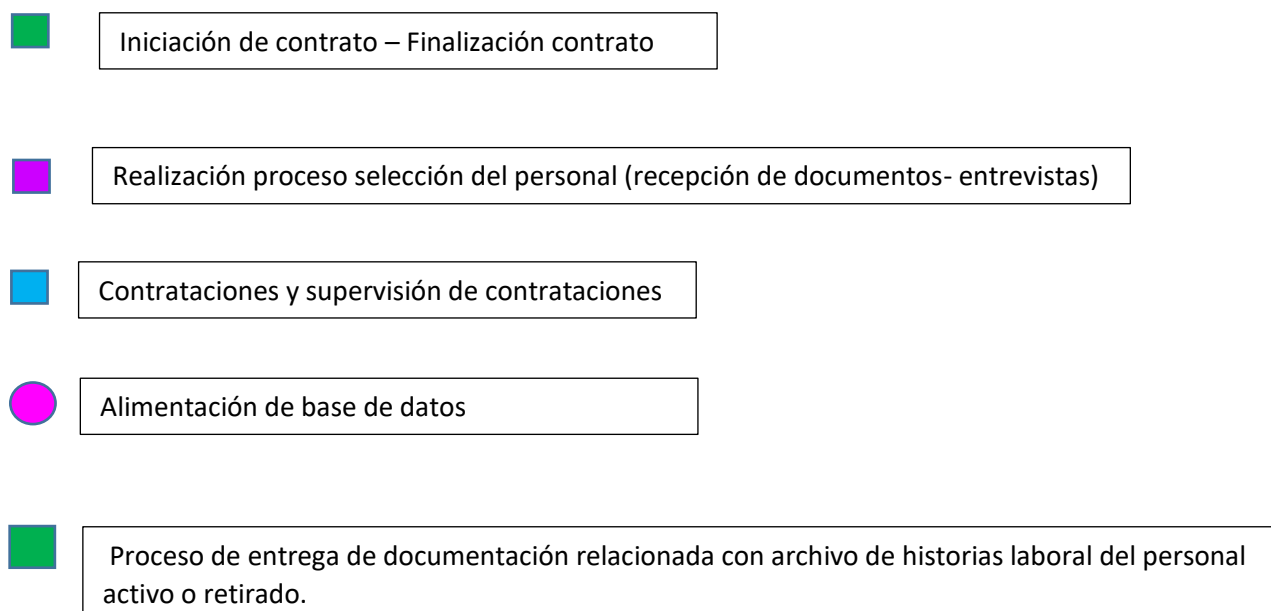 Iniciación de contrato – Finalización contrato
Realización proceso selección del personal (recepción de documentos- entrevistas)
Contrataciones y supervisión de contrataciones
Alimentación de base de datos
Proceso de entrega de documentación relacionada con archivo de historias laboral del personal
activo o retirado.